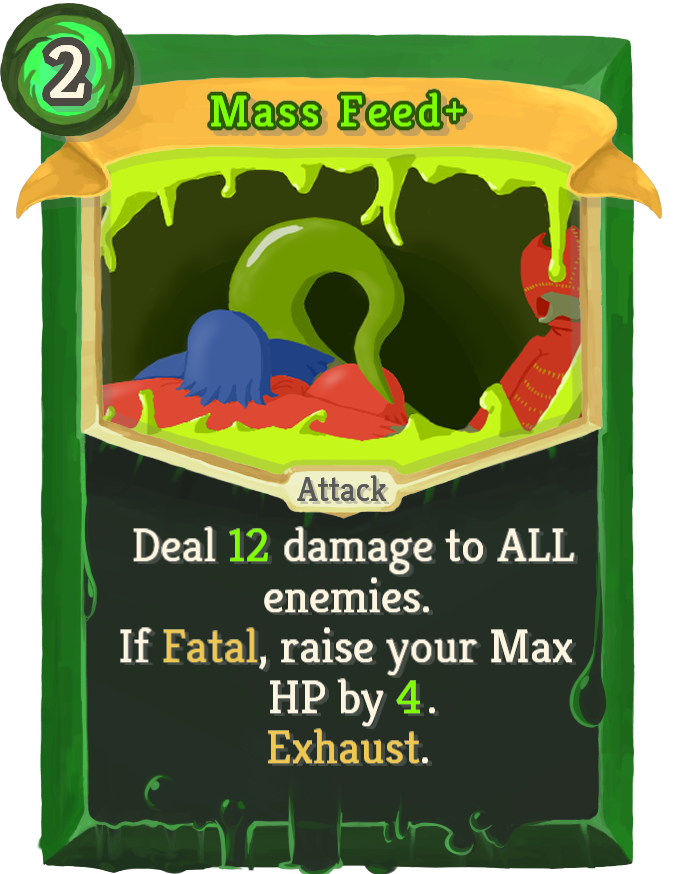 2
Mass Feed+
Attack
Deal 12 damage to ALL
enemies.
If Fatal, raise your Max
HP by 4.
Exhaust.